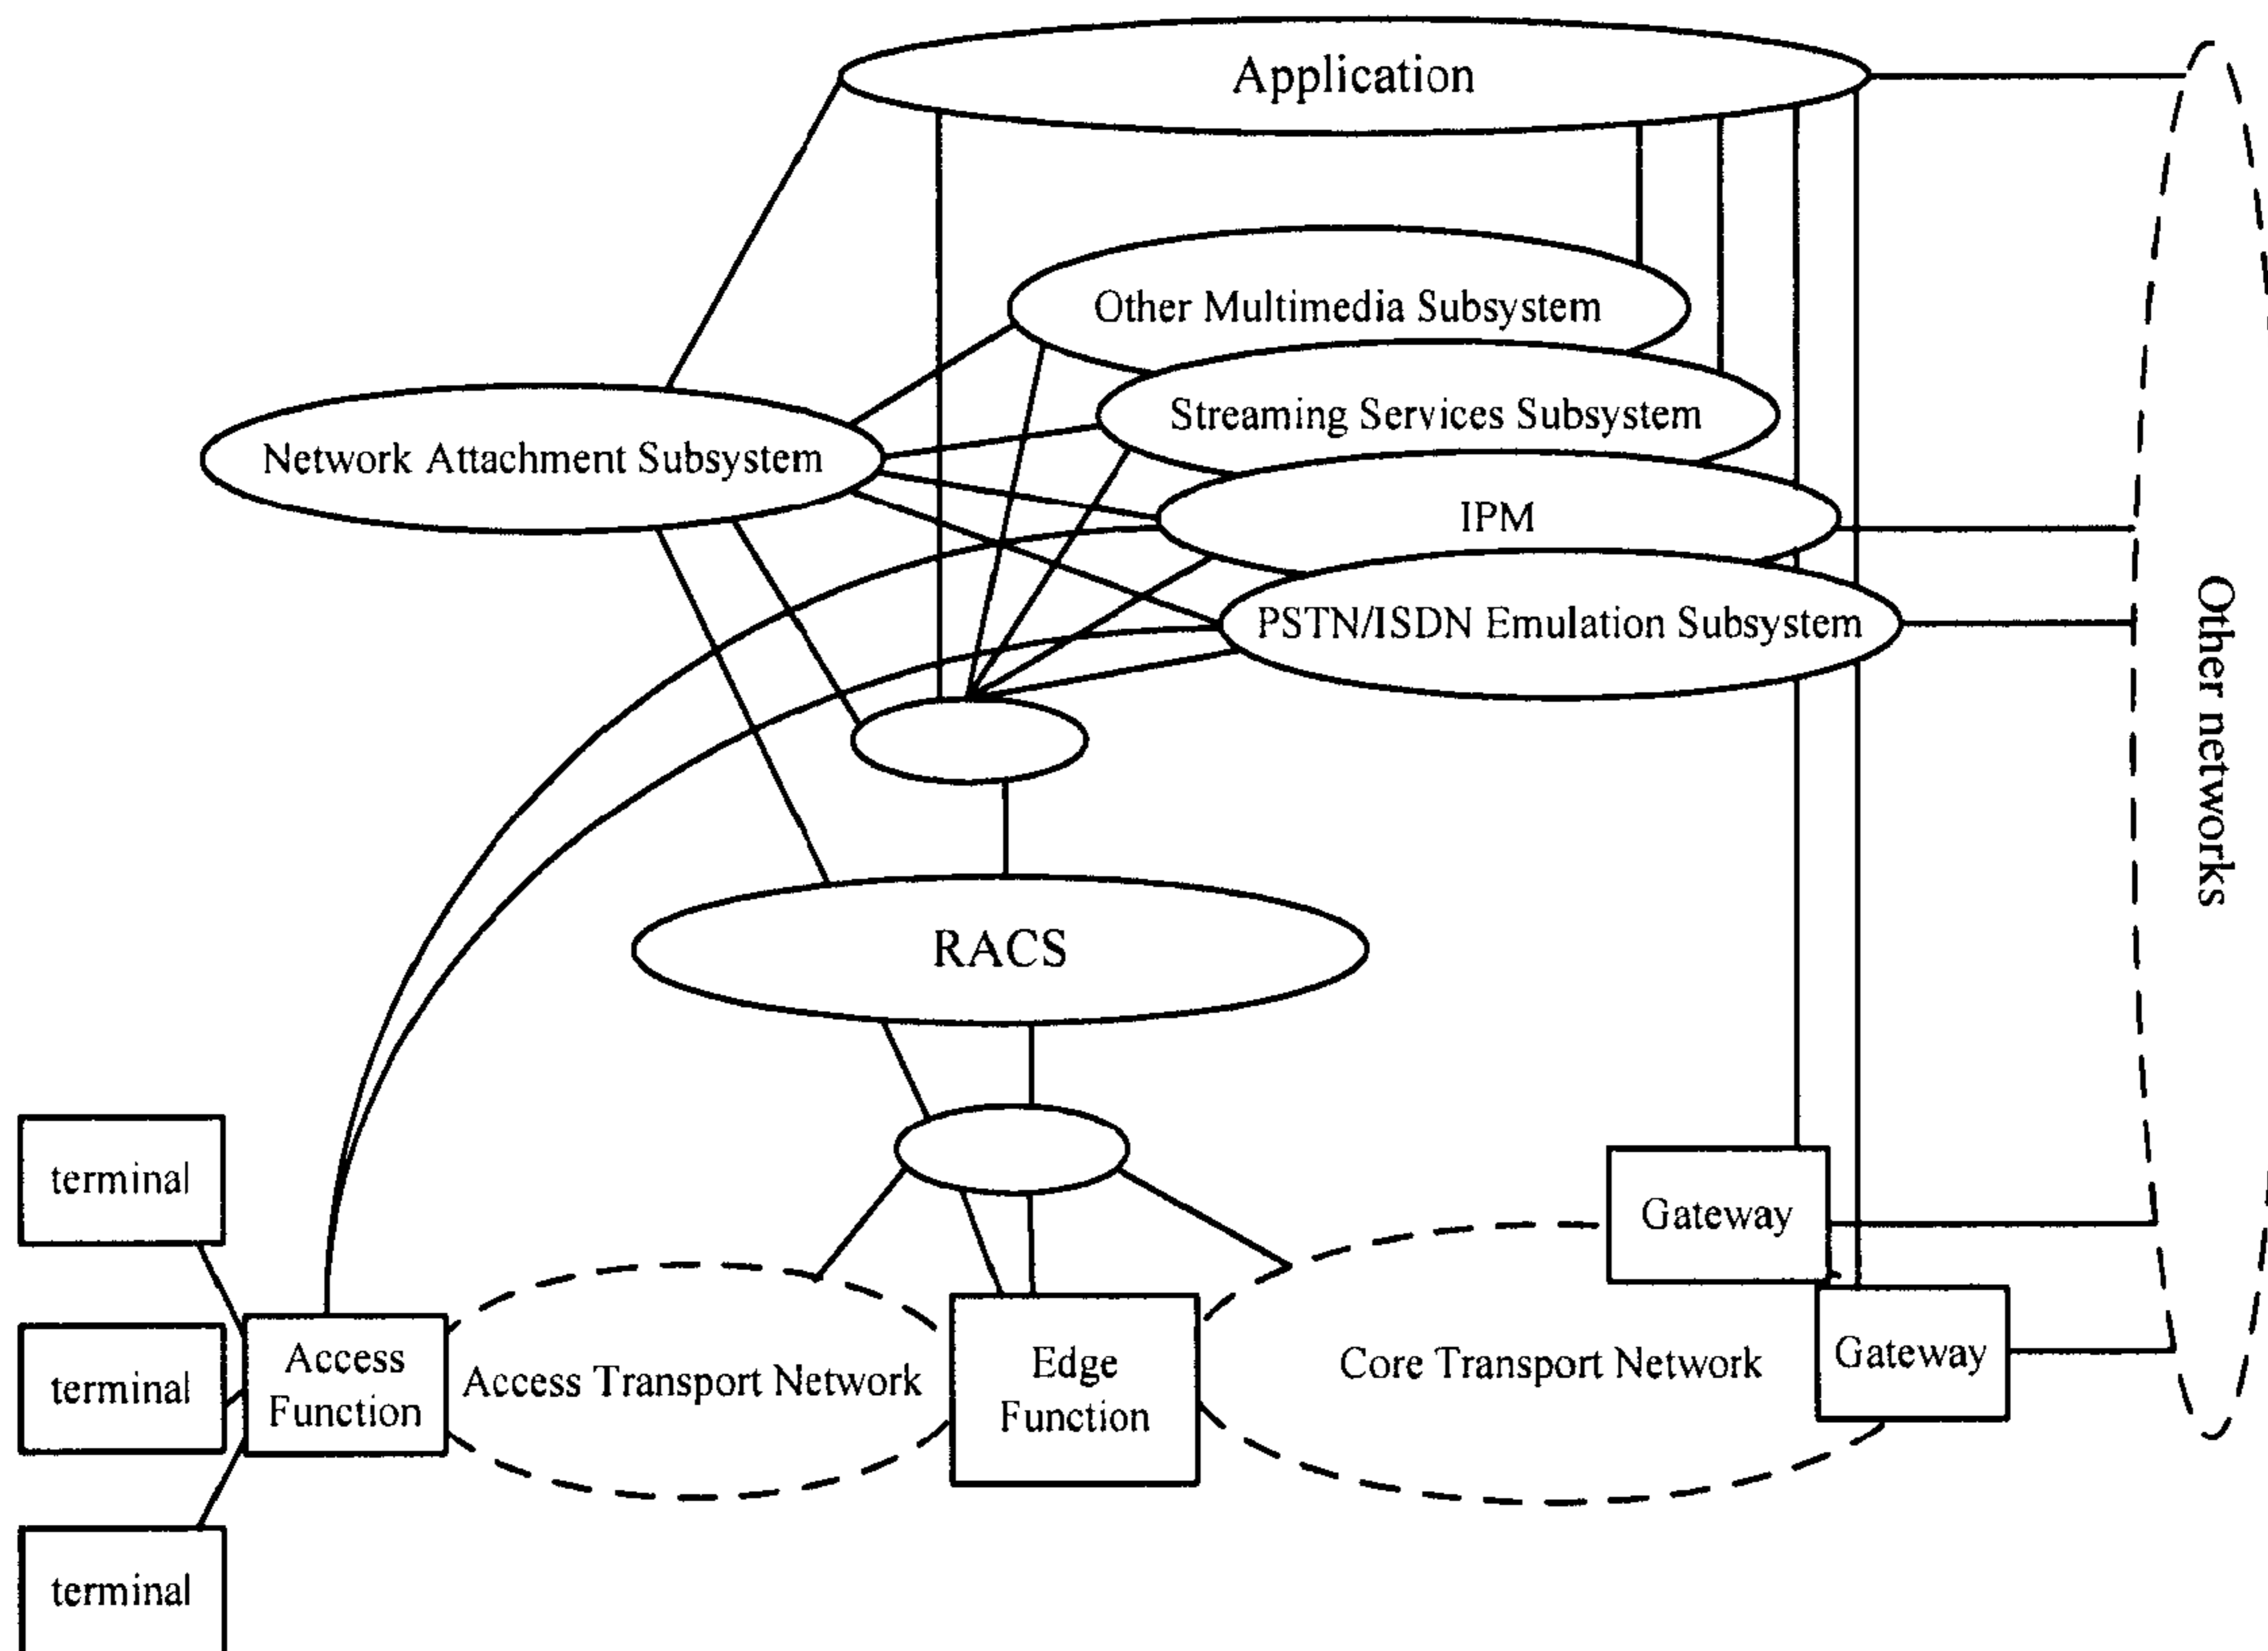 Application
Other Multimedia Subsystem
Streaming Services Subsystem
Network Attachment Subsystem
IPM
PSTN/ISDN Emulation Subsystem
Other networks
RACS
terminal
Gateway
terminal
Access
Function
Access Transport Network
Edge
Function
Core Transport Network
Gateway
terminal